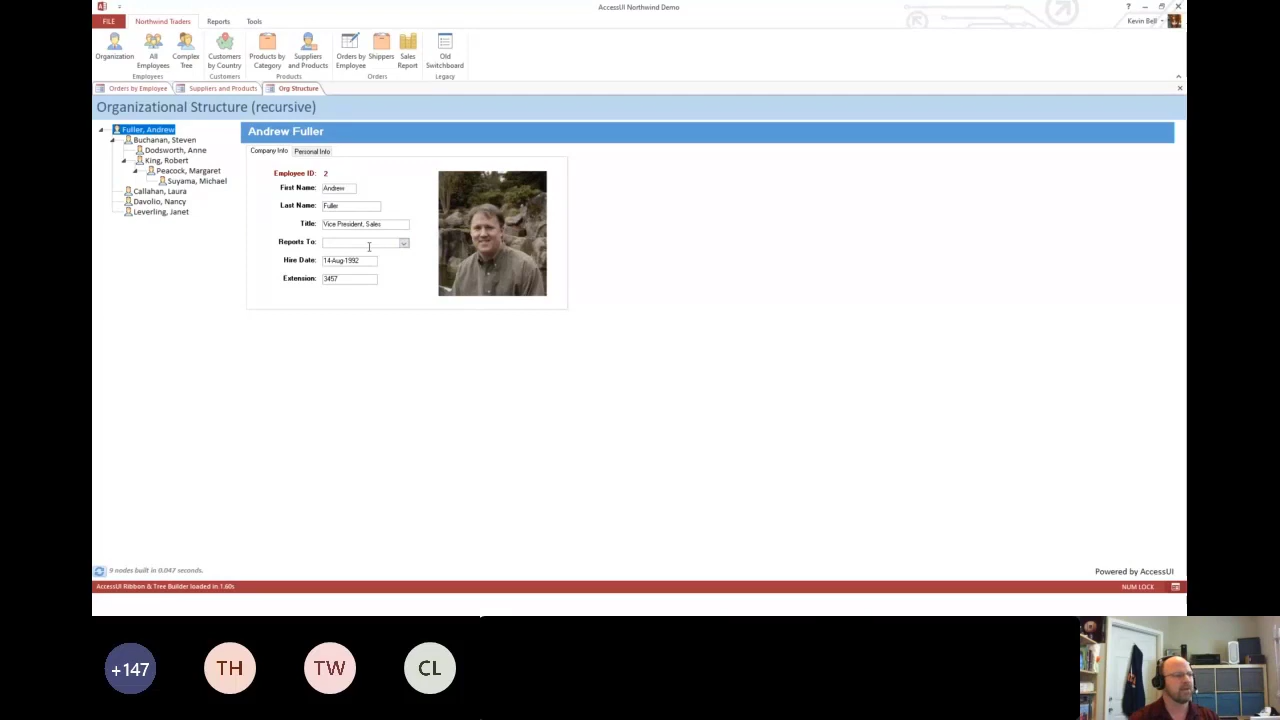 AccessUI Northwind Demo
FILE
Northwind Traders
Reports
Tools
Kevin Bell
Organization
All Employees
Complex Tree
Customers by Country
Products by Category
Suppliers and Products
Orders by Employee
Shippers
Sales Report
Old Switchboard
Employees
Customers
Products
Orders
Legacy
Orders by Employee
Suppliers and Products
Org Structure
Organizational Structure (recursive)
Fuller, Andrew
Buchanan, Steven
Dodsworth, Anne
King, Robert
Peacock, Margaret
Suyama, Michael
Callahan, Laura
Davolio, Nancy
Leverling, Janet
Andrew Fuller
Company Info
Personal Info
Employee ID: 2
First Name: Andrew
Last Name: Fuller
Title: Vice President, Sales
Reports To:
Hire Date: 14-Aug-1992
Extension: 3457
9 nodes built in 0.047 seconds.
Powered by AccessUI
AccessUI Ribbon & Tree Builder loaded in 1.60s
NUM LOCK
+147
TH
TW
CL